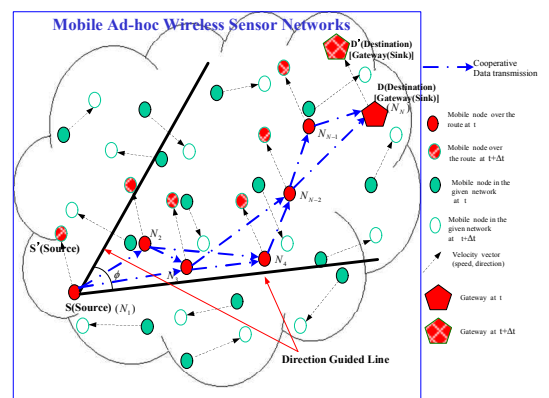 Mobile Ad-hoc Wireless Sensor Networks
D'(Destination)
[Gateway(Sink)]
D(Destination)
[Gateway(Sink)]
(N_N)
N_{N-1}
N_{N-2}
N_2
N_4
N
S'(Source)
ϕ
S(Source) (N_1)
Direction Guided Line
Cooperative
Data transmission
Mobile node over the
route at t
Mobile node over
the route at t+Δt
Mobile node in the
given network
at t
Mobile node in the
given network
at t+Δt
Velocity vector
(speed, direction)
Gateway at t
Gateway at t+Δt